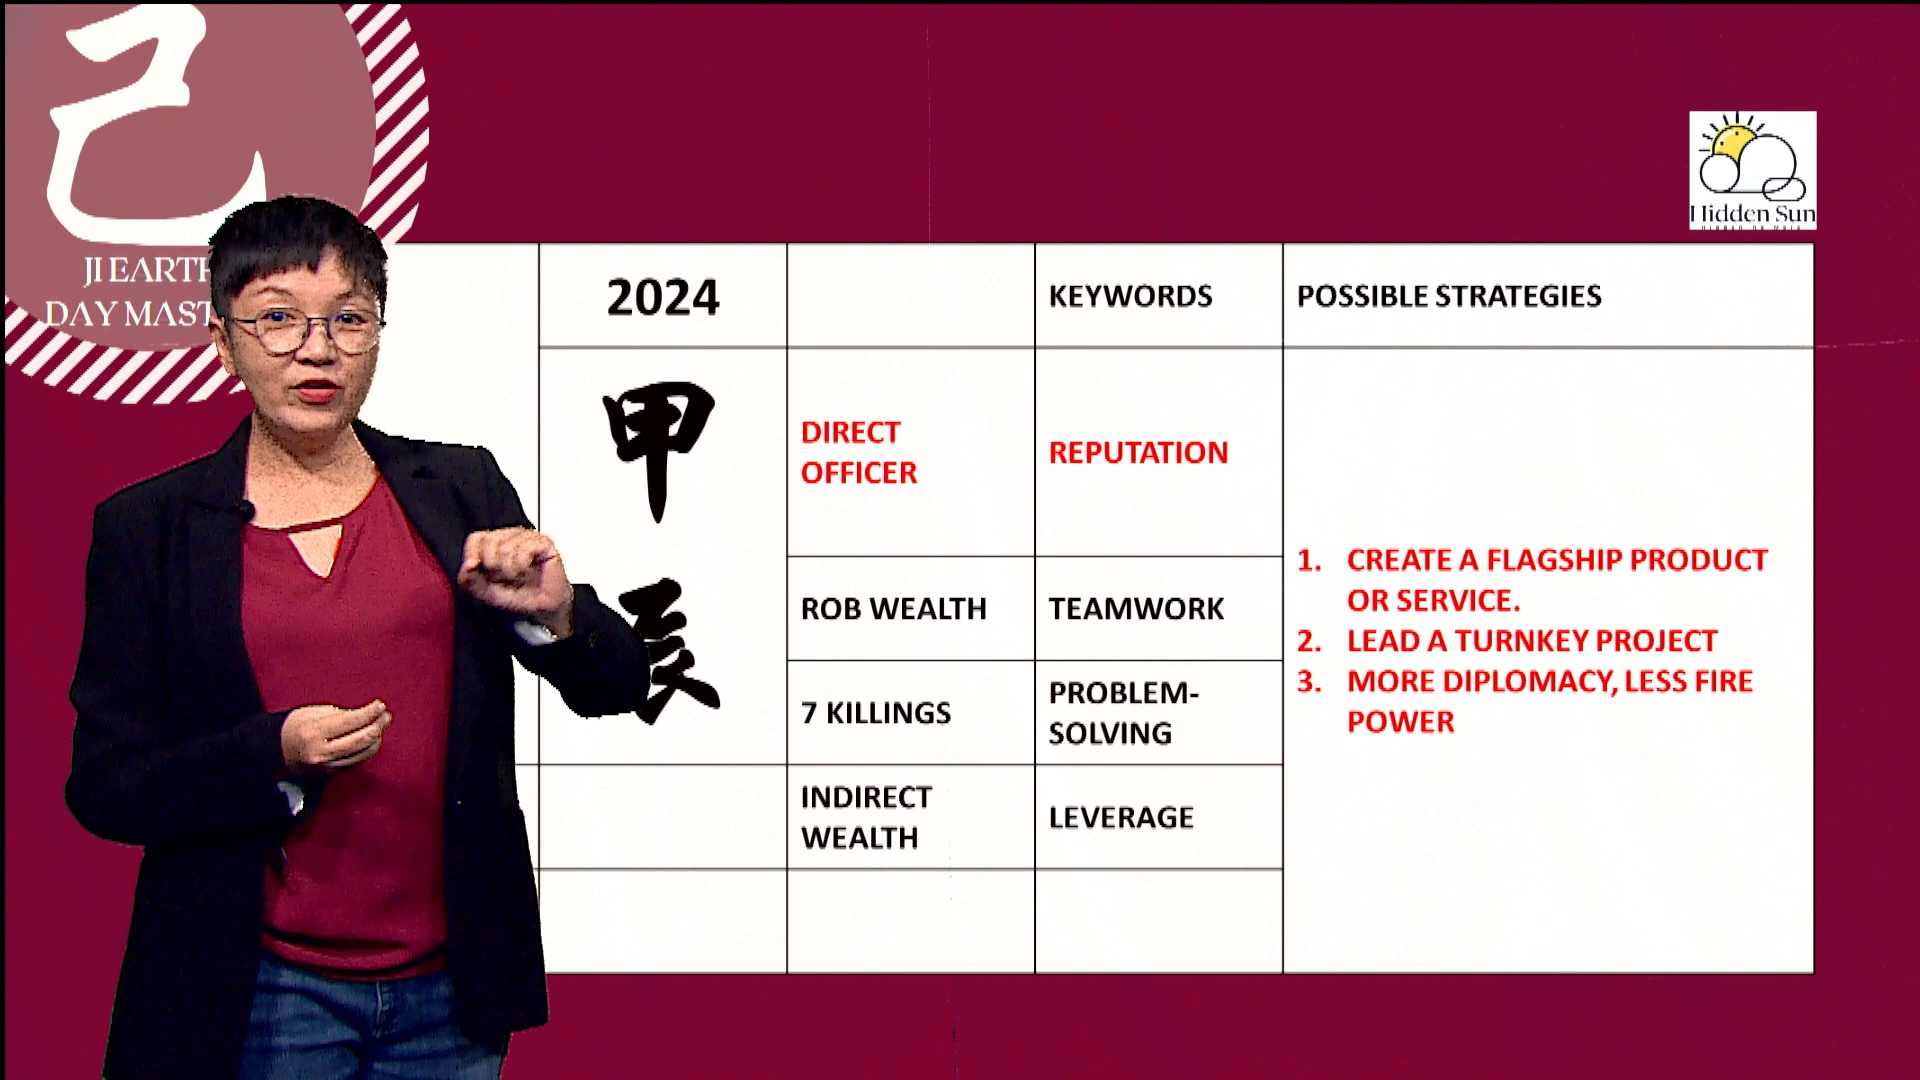 己
JI EARTH
DAY MAST
Hidden Sun
2024
KEYWORDS
POSSIBLE STRATEGIES
甲
辰
DIRECT
OFFICER
REPUTATION
ROB WEALTH
TEAMWORK
7 KILLINGS
PROBLEM-
SOLVING
INDIRECT
WEALTH
LEVERAGE
1. CREATE A FLAGSHIP PRODUCT
OR SERVICE.
2. LEAD A TURNKEY PROJECT
3. MORE DIPLOMACY, LESS FIRE
POWER